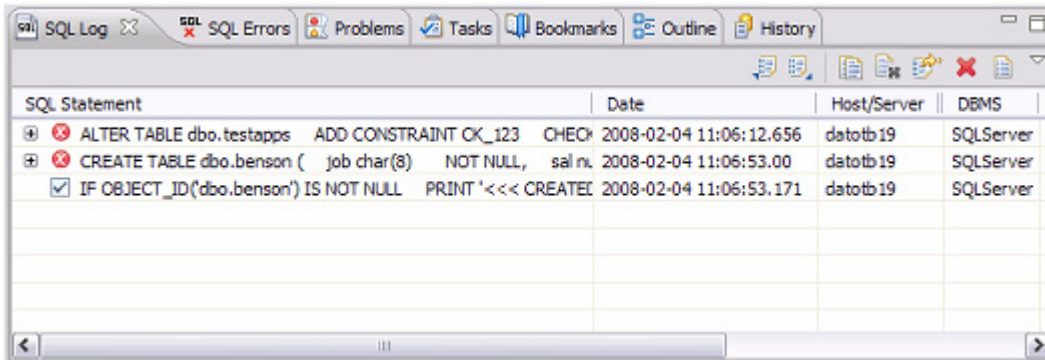 SQL Log SQL Errors Problems Tasks Bookmarks Outline History
SQL Statement Date Host/Server DBMS
ALTER TABLE dbo.testapps ADD CONSTRAINT CK_123 CHECK 2008-02-04 11:06:12.656 datotb19 SQLServer
CREATE TABLE dbo.benson ( job char(8) NOT NULL, sal nu 2008-02-04 11:06:53.00 datotb19 SQLServer
IF OBJECT_ID('dbo.benson') IS NOT NULL PRINT '<<< CREATED 2008-02-04 11:06:53.171 datotb19 SQLServer